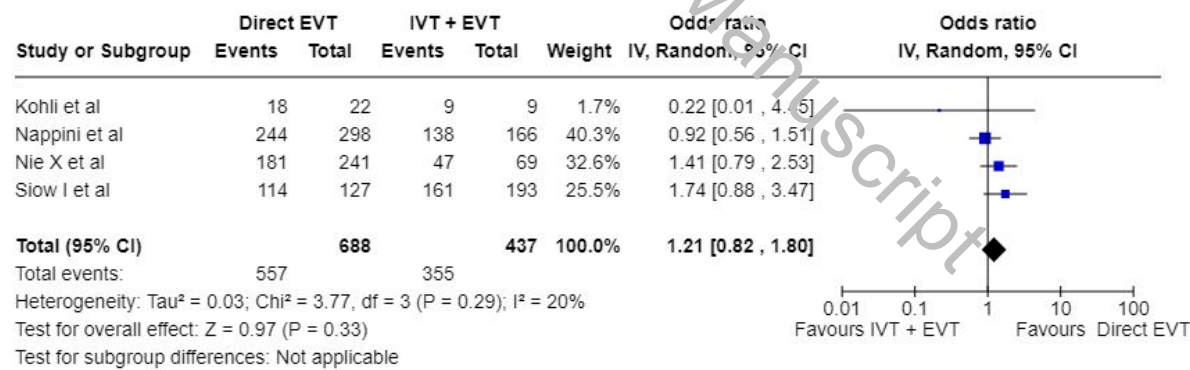 Direct EVT IVT + EVT Odds ratio Odds ratio
Study or Subgroup Events Total Events Total Weight IV, Random, 95% CI IV, Random, 95% CI
Kohli et al 18 22 9 9 1.7% 0.22 [0.01 , 4.45]
Nappini et al 244 298 138 166 40.3% 0.92 [0.56 , 1.51]
Nie X et al 181 241 47 69 32.6% 1.41 [0.79 , 2.53]
Siow I et al 114 127 161 193 25.5% 1.74 [0.88 , 3.47]
Total (95% CI) 688 437 100.0% 1.21 [0.82 , 1.80]
Total events: 557 355
Heterogeneity: Tau² = 0.03; Chi² = 3.77, df = 3 (P = 0.29); I² = 20%
Test for overall effect: Z = 0.97 (P = 0.33)
Test for subgroup differences: Not applicable
0.01 0.1 1 10 100
Favours IVT + EVT Favours Direct EVT
Manuscript